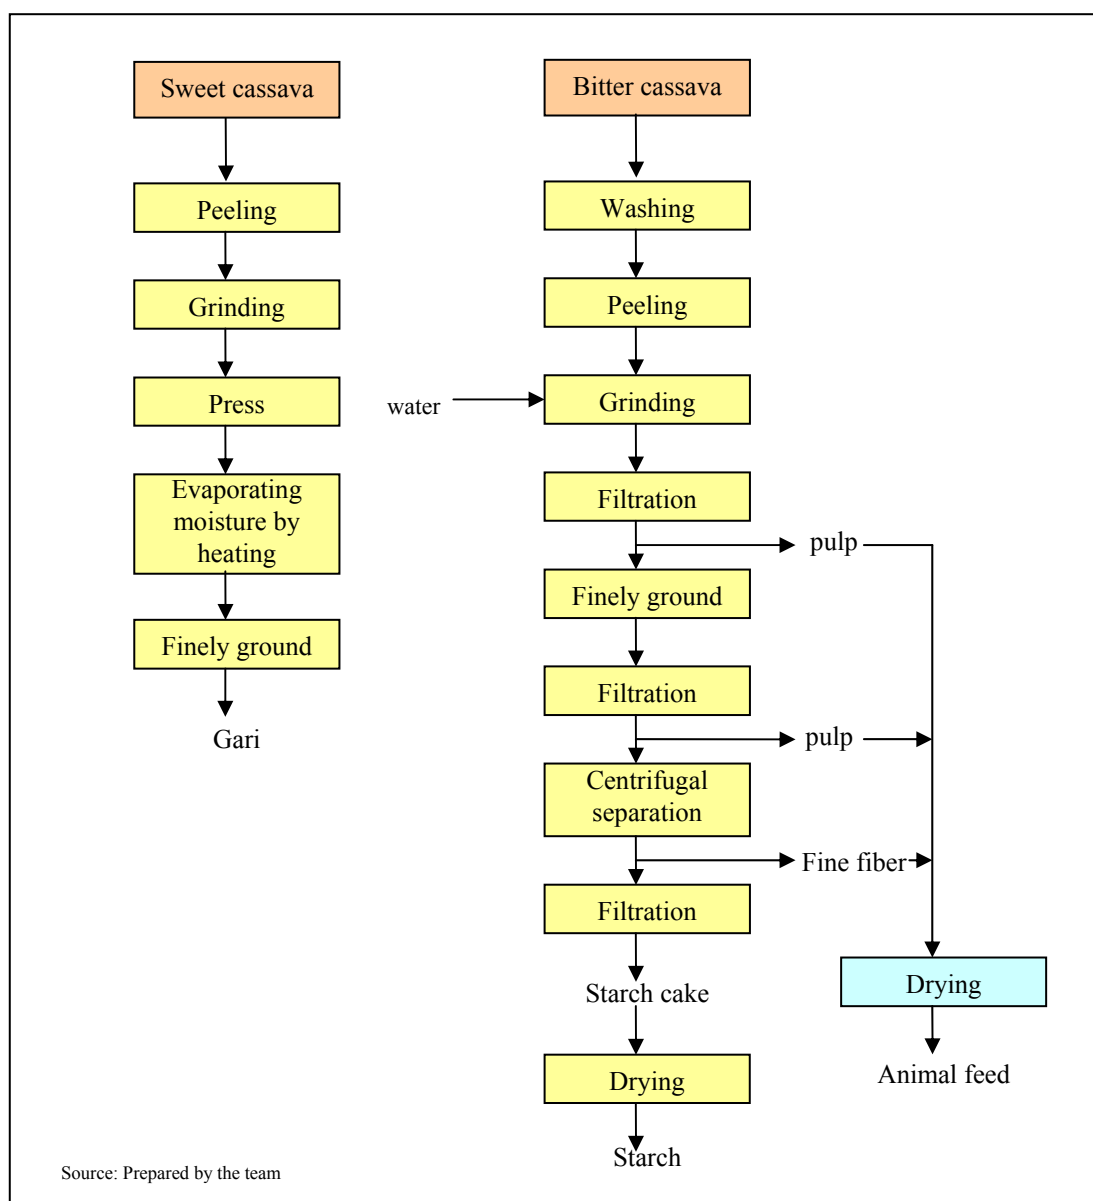 Sweet cassava
Peeling
Grinding
Press
Evaporating
moisture by
heating
Finely ground
Gari
Bitter cassava
Washing
Peeling
water
Grinding
Filtration
pulp
Finely ground
Filtration
pulp
Centrifugal
separation
Fine fiber
Filtration
Starch cake
Drying
Starch
Drying
Animal feed
Source: Prepared by the team